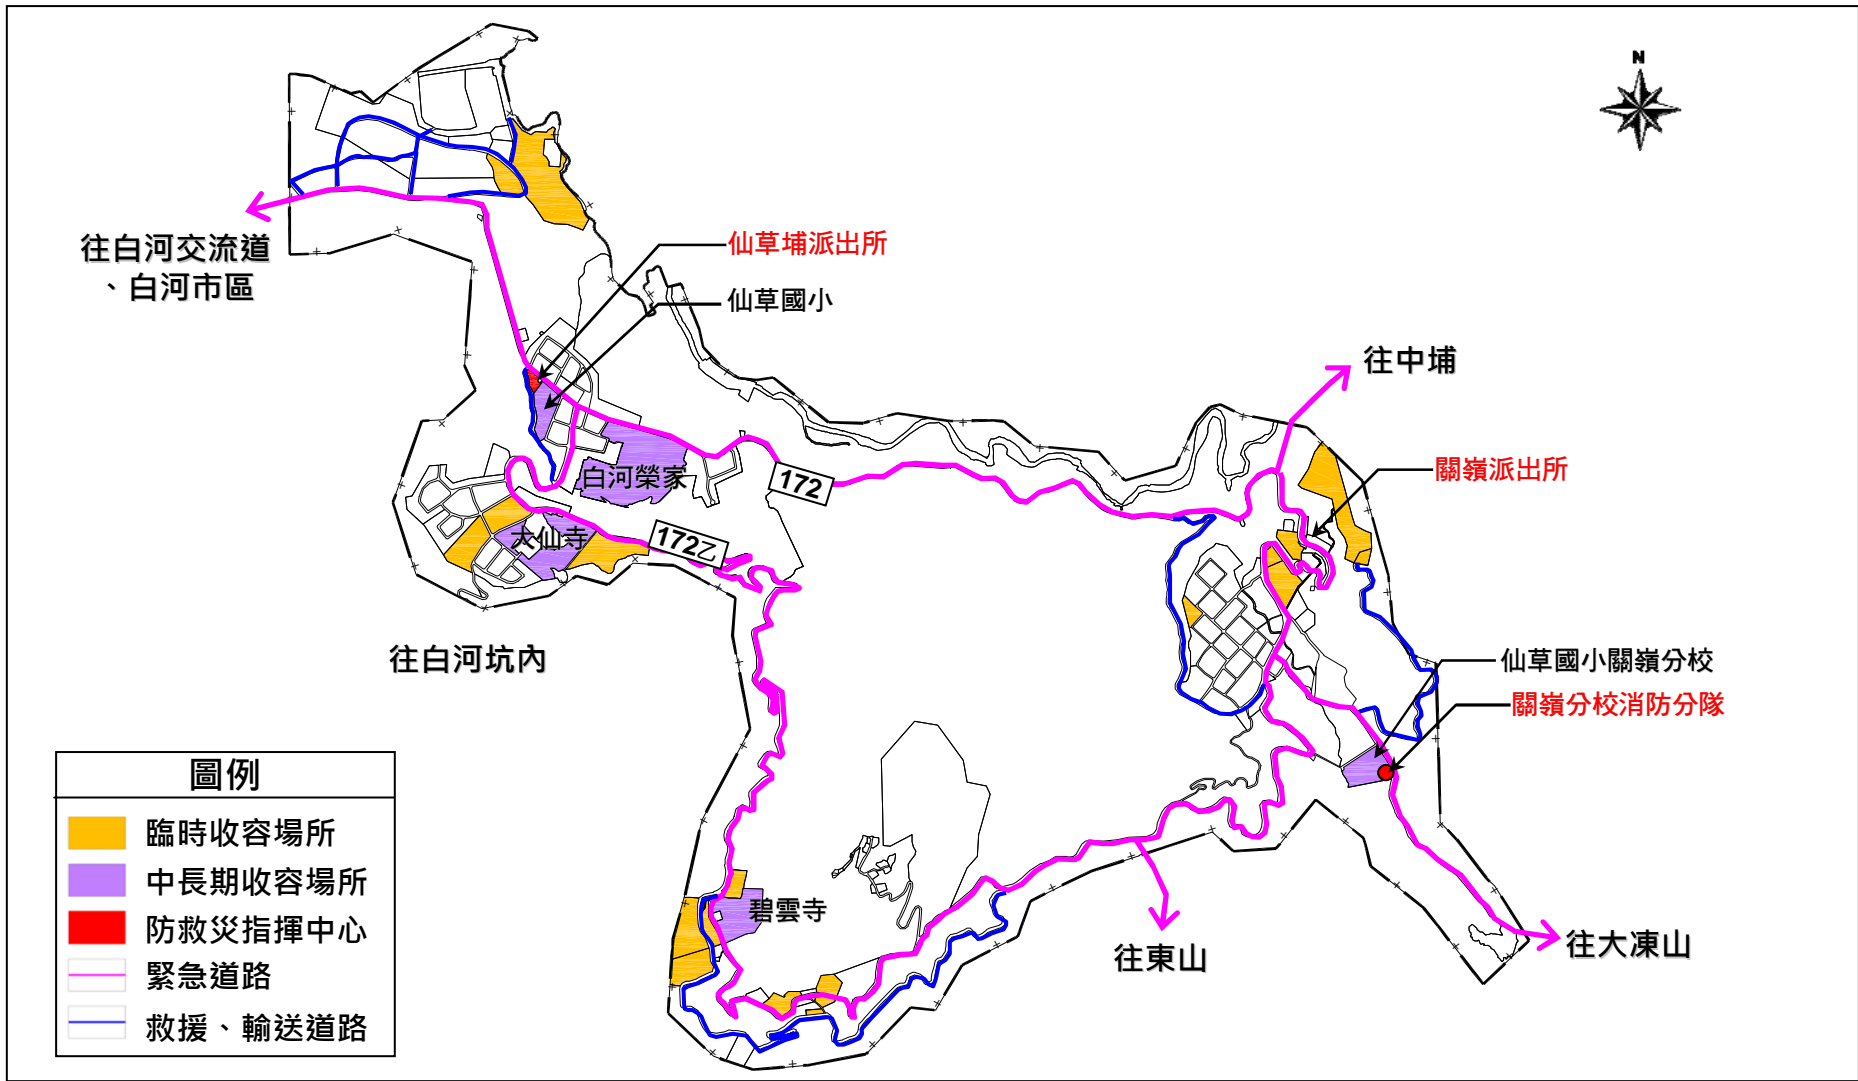 N
往白河交流道
、白河市區
仙草埔派出所
仙草國小
往中埔
關嶺派出所
白河榮家
172
大仙寺
172乙
往白河坑內
仙草國小關嶺分校
關嶺分校消防分隊
碧雲寺
往東山
往大凍山
圖例
臨時收容場所
中長期收容場所
防救災指揮中心
緊急道路
救援、輸送道路